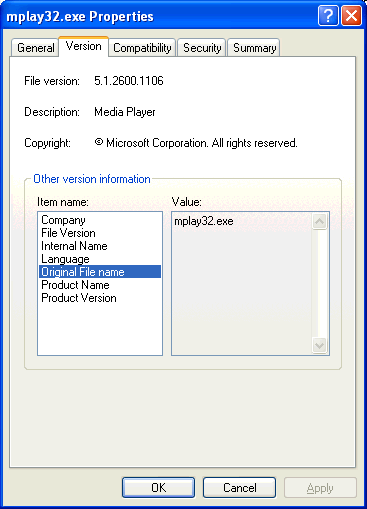 mplay32.exe Properties
General Version Compatibility Security Summary
File version: 5.1.2600.1106
Description: Media Player
Copyright: © Microsoft Corporation. All rights reserved.
Other version information
Item name: Value:
Company mplay32.exe
File Version
Internal Name
Language
Original File name
Product Name
Product Version
OK Cancel Apply